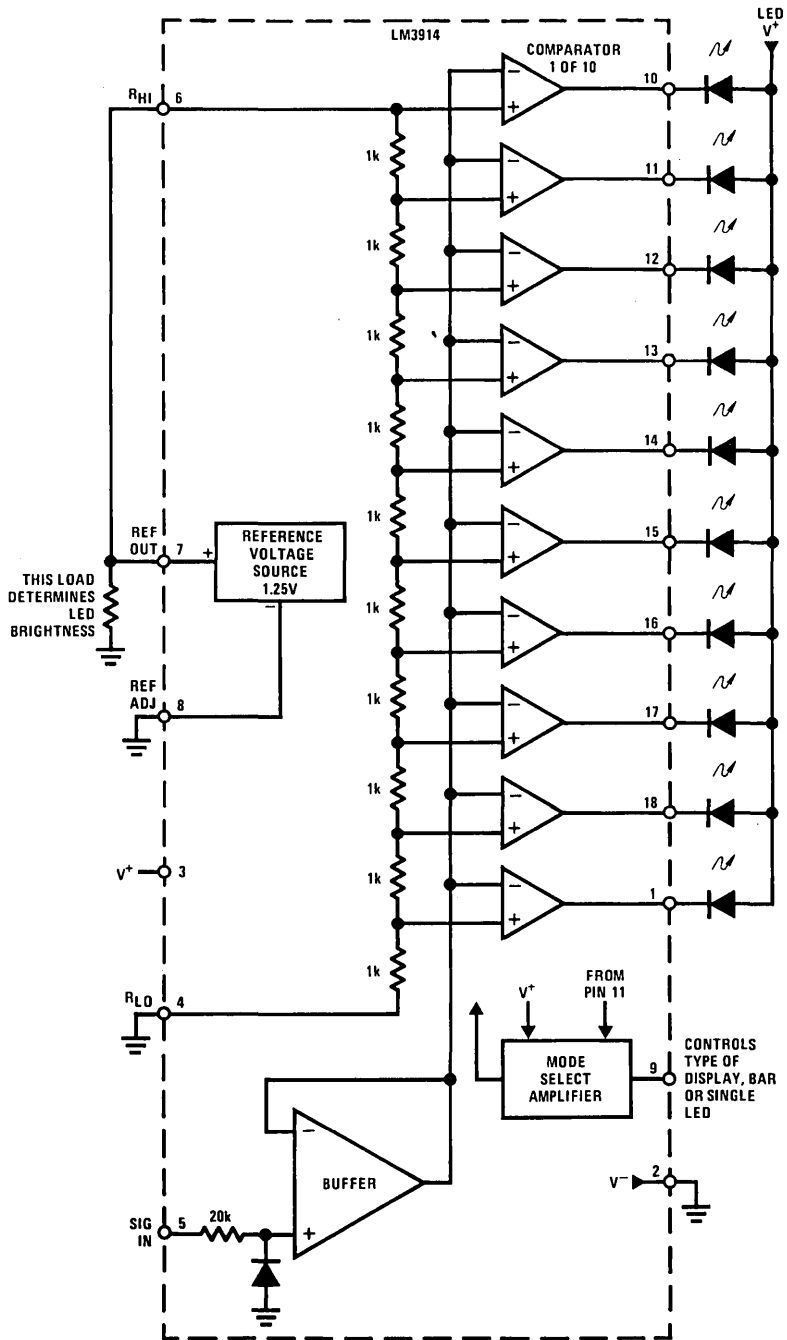 LED
V+
LM3914
COMPARATOR
1 OF 10
−
+
10
RHI
6
1k
−
+
11
1k
−
+
12
1k
−
+
13
1k
−
+
14
1k
−
+
15
REF
OUT
7
+
REFERENCE
VOLTAGE
SOURCE
1.25V
−
THIS LOAD
DETERMINES
LED
BRIGHTNESS
1k
−
+
16
REF
ADJ
8
1k
−
+
17
1k
−
+
18
V+
3
1k
−
+
1
1k
RLO
4
V+
FROM
PIN 11
MODE
SELECT
AMPLIFIER
9
CONTROLS
TYPE OF
DISPLAY, BAR
OR SINGLE
LED
−
BUFFER
+
V−
2
SIG
IN
5
20k